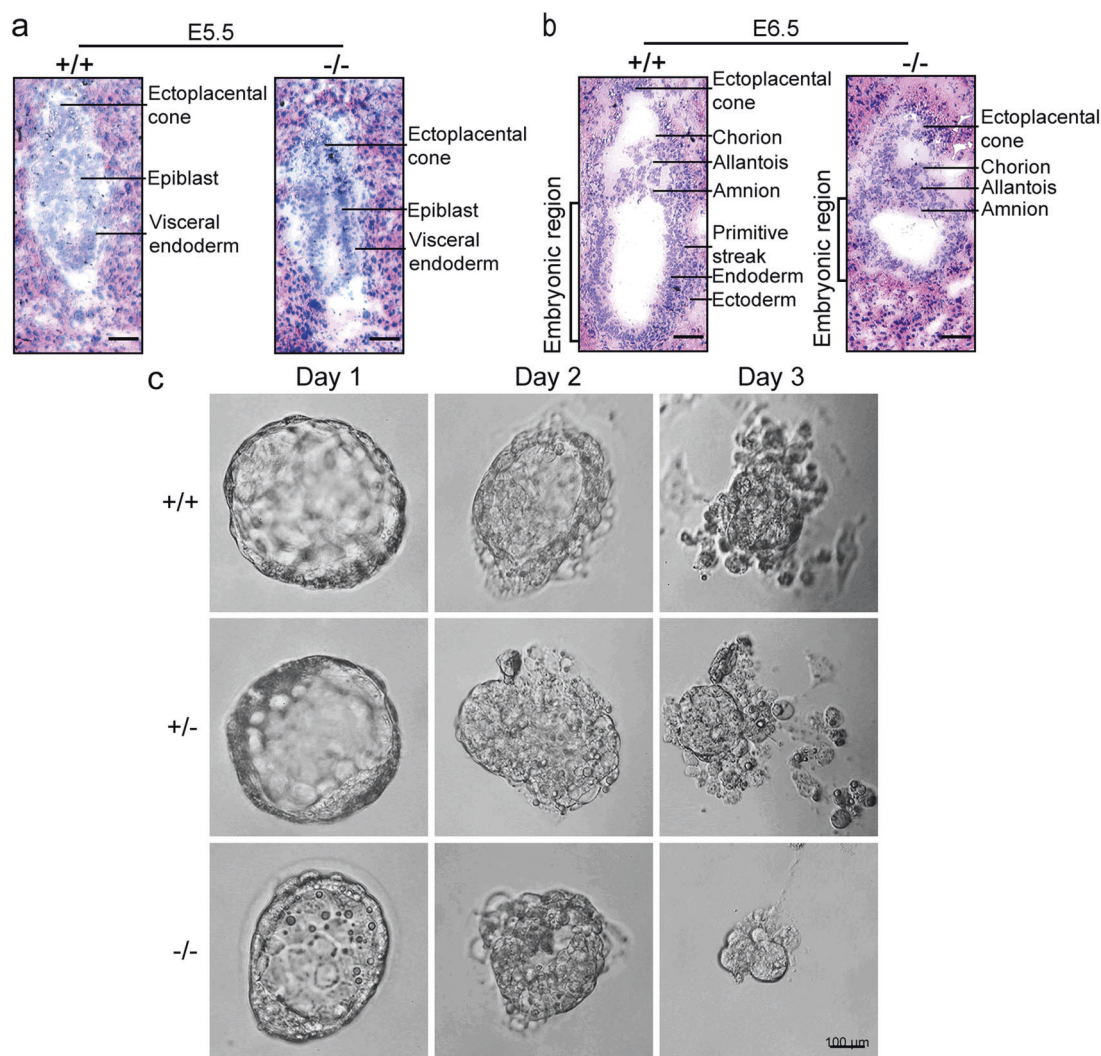 a
E5.5
+/+
-/-
Ectoplacental
cone
Epiblast
Visceral
endoderm
Ectoplacental
cone
Epiblast
Visceral
endoderm
b
E6.5
+/+
-/-
Embryonic region
Ectoplacental
cone
Chorion
Allantois
Amnion
Primitive
streak
Endoderm
Ectoderm
Embryonic region
Ectoplacental
cone
Chorion
Allantois
Amnion
c
Day 1
Day 2
Day 3
+/+
+/-
-/-
100 µm